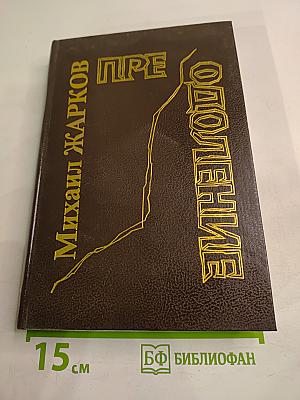 Михаил ЖАРКОВ
ПРЕ
ОДОЛЕНИЕ
15 см
БФ БИБЛИОФАН